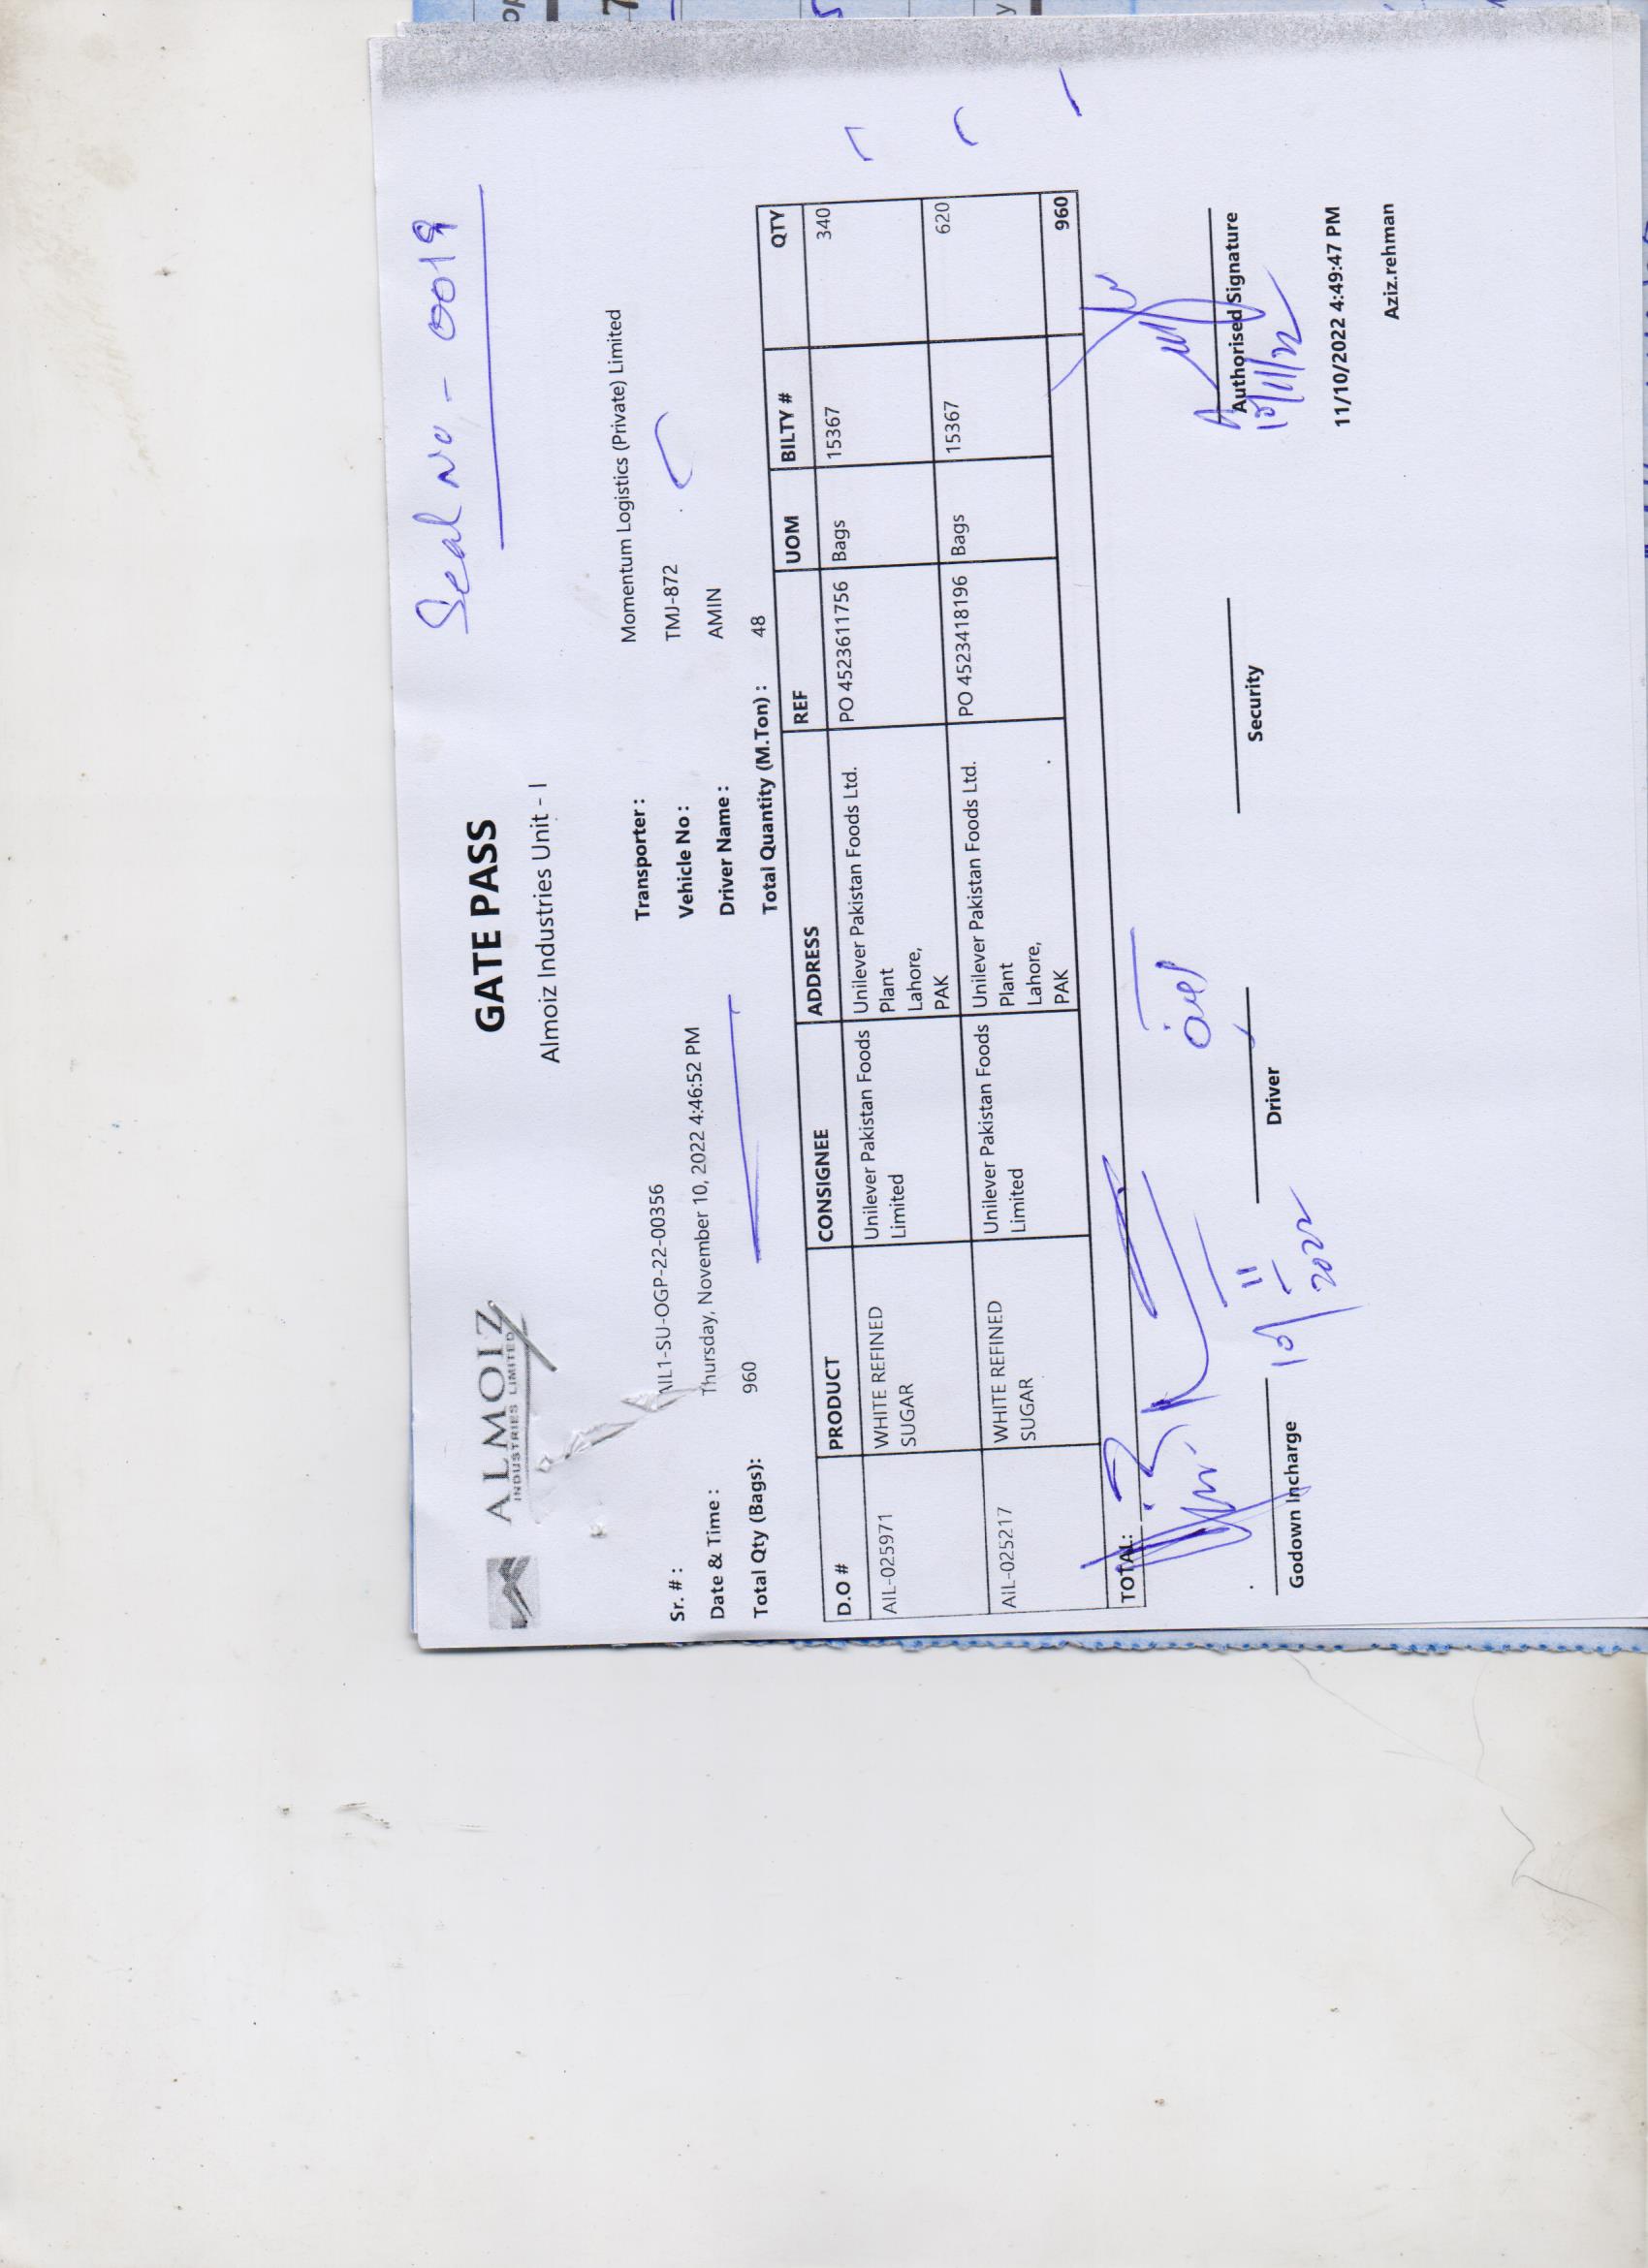 Seal No - 0019
ALMOIZ
INDUSTRIES LIMITED
GATE PASS
Almoiz Industries Unit - I
Sr. # : AIL1-SU-OGP-22-00356 Transporter : Momentum Logistics (Private) Limited
Date & Time : Thursday, November 10, 2022 4:46:52 PM Vehicle No : TMJ-872
Driver Name : AMIN
Total Qty (Bags): 960 Total Quantity (M.Ton) : 48
D.O # PRODUCT CONSIGNEE ADDRESS REF UOM BILTY # QTY
AIL-025971 WHITE REFINED Unilever Pakistan Foods Unilever Pakistan Foods Ltd. PO 4523611756 Bags 15367 340
SUGAR Limited Plant
Lahore,
PAK
AIL-025217 WHITE REFINED Unilever Pakistan Foods Unilever Pakistan Foods Ltd. PO 4523418196 Bags 15367 620
SUGAR Limited Plant
Lahore,
PAK
TOTAL: 960
Godown Incharge Driver Security Authorised Signature
10/11/2022 10/11/22
11/10/2022 4:49:47 PM
Aziz.rehman